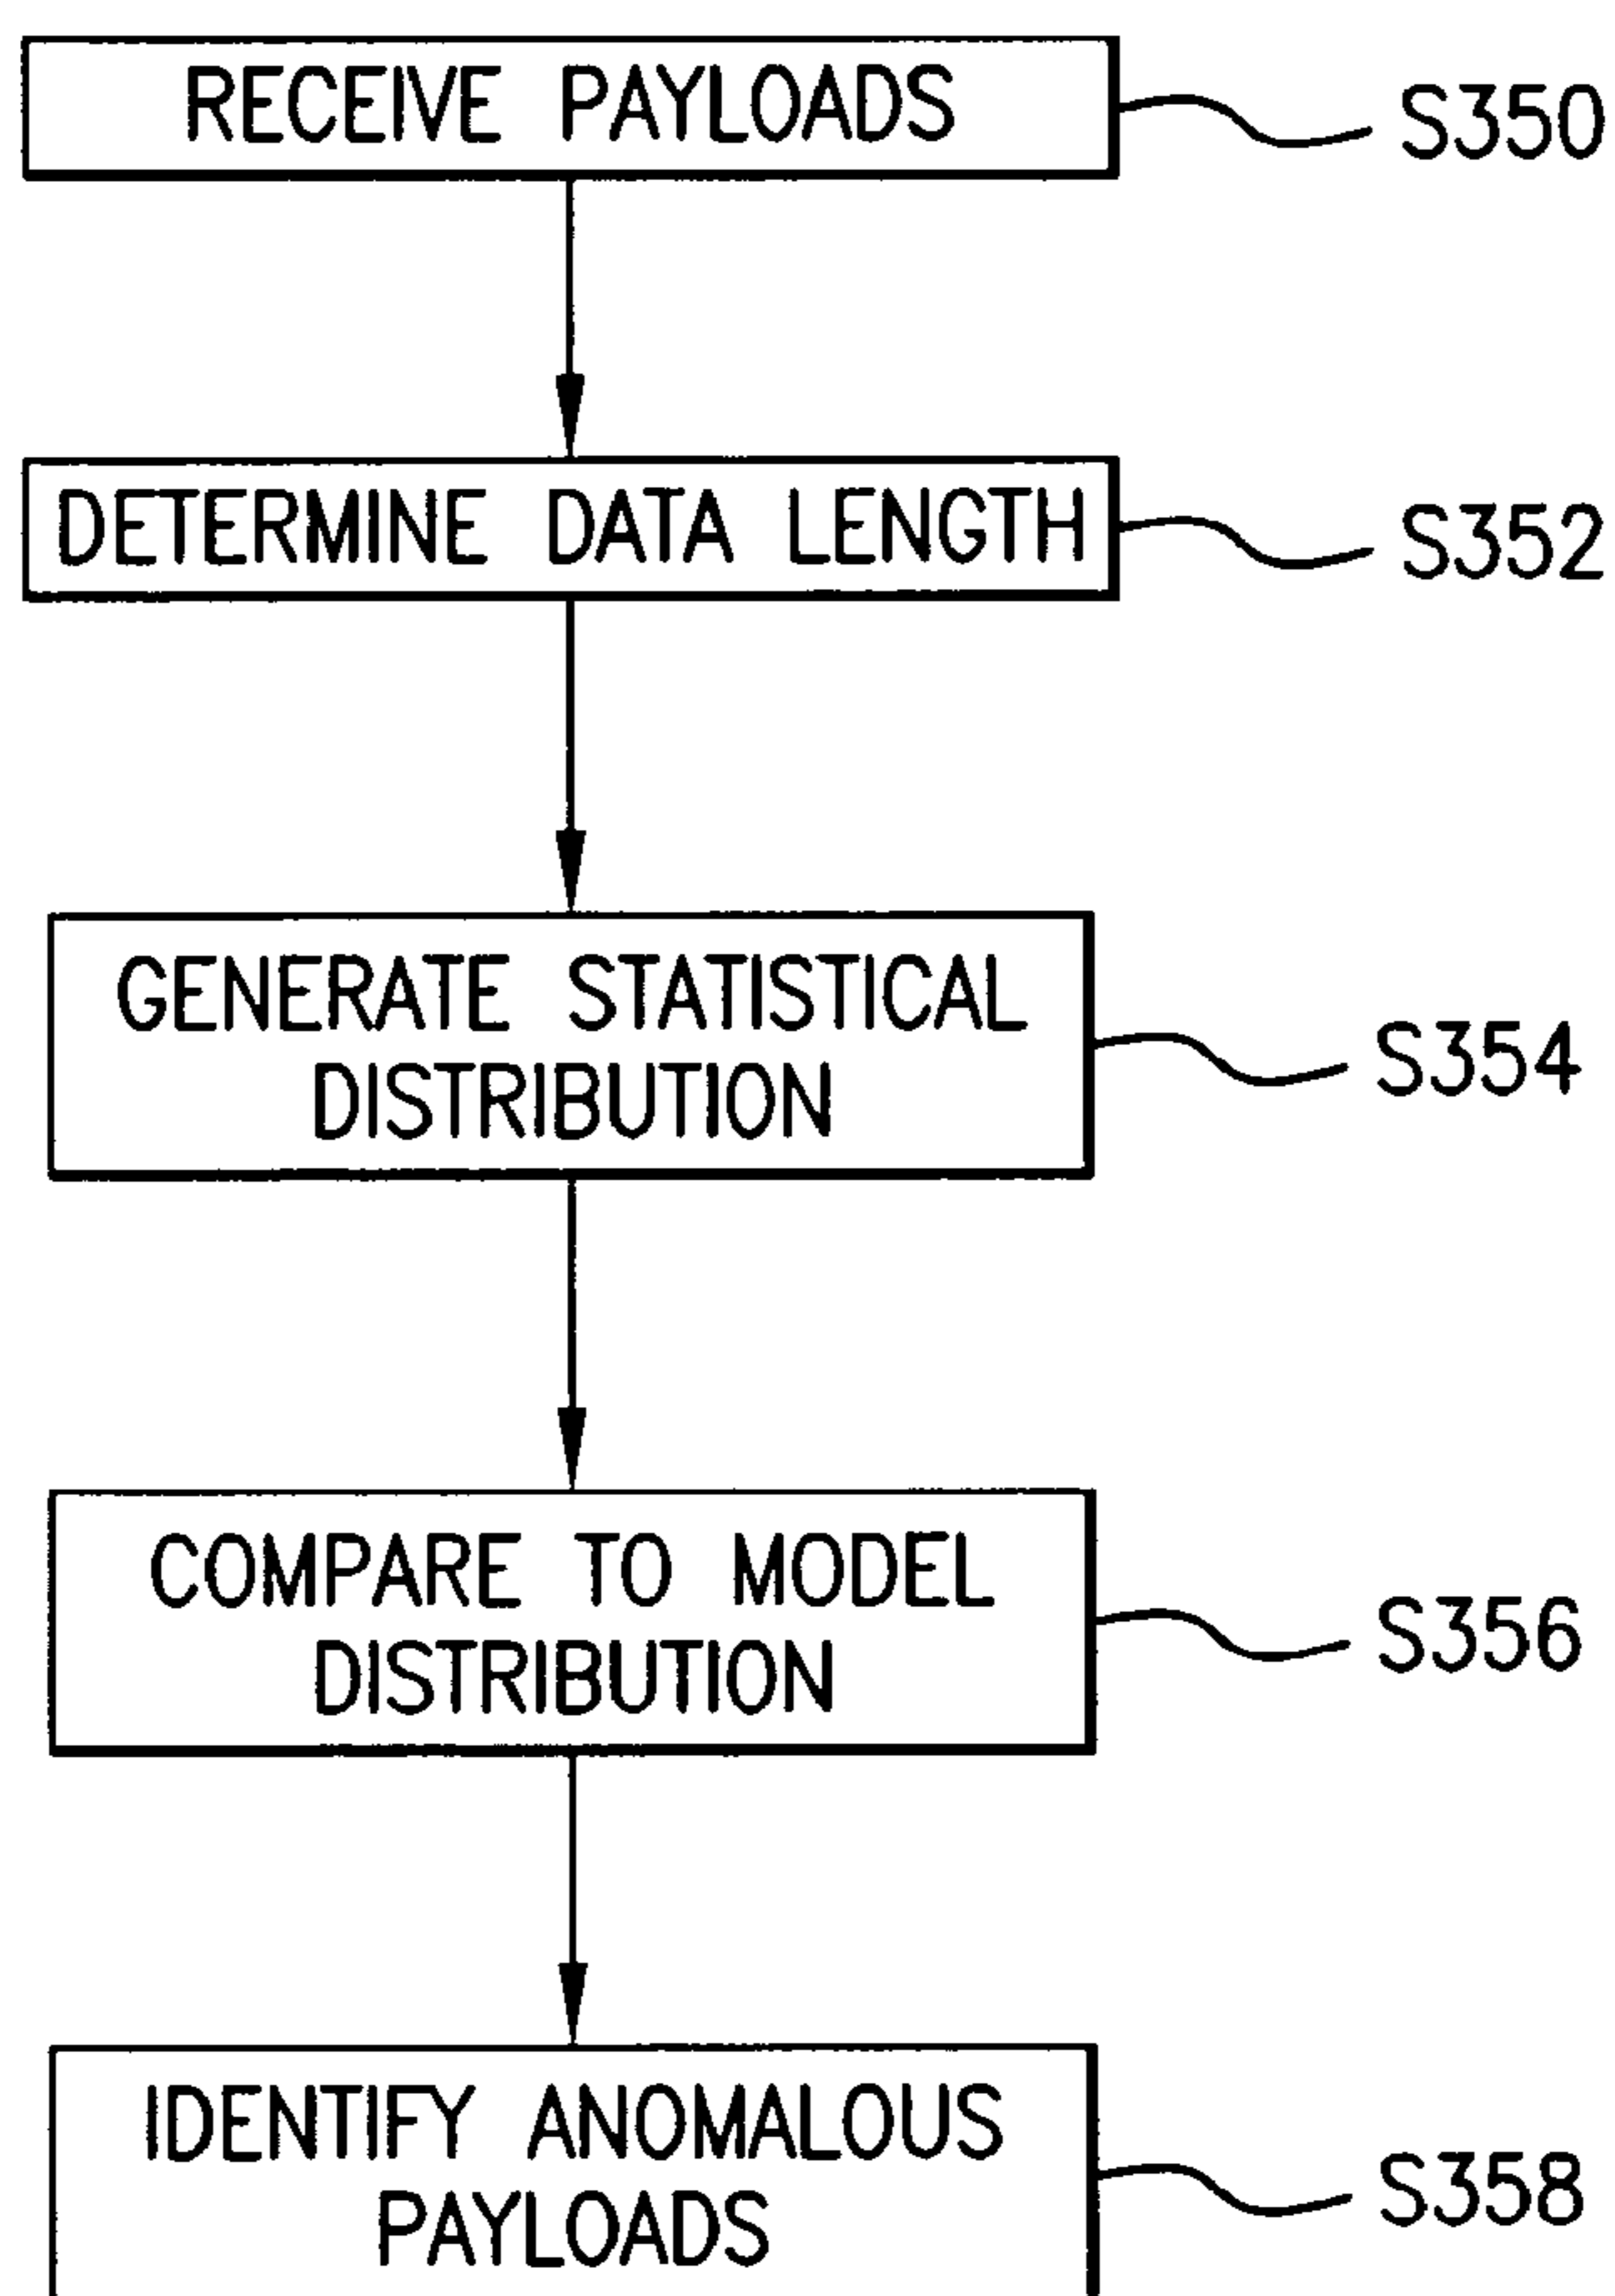 RECEIVE PAYLOADS
S350
DETERMINE DATA LENGTH
S352
GENERATE STATISTICAL
DISTRIBUTION
S354
COMPARE TO MODEL
DISTRIBUTION
S356
IDENTIFY ANOMALOUS
PAYLOADS
S358